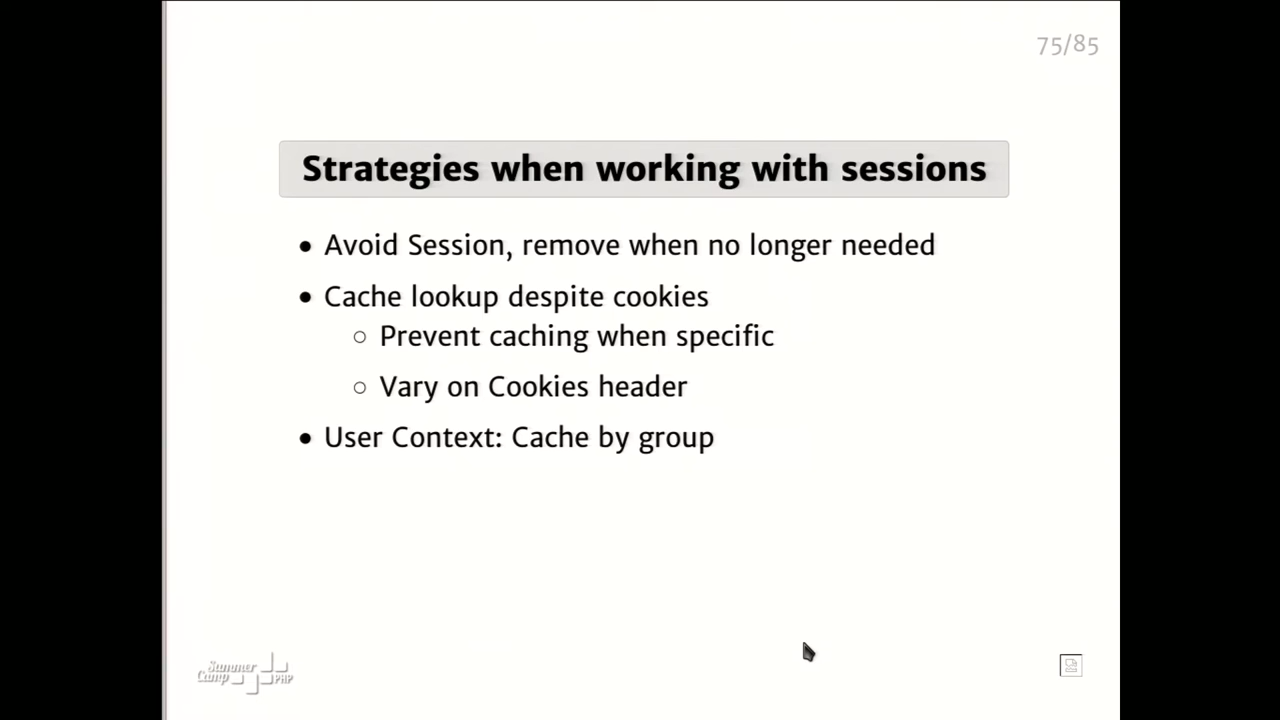 75/85
Strategies when working with sessions
• Avoid Session, remove when no longer needed
• Cache lookup despite cookies
○ Prevent caching when specific
○ Vary on Cookies header
• User Context: Cache by group
Summer
Camp PHP